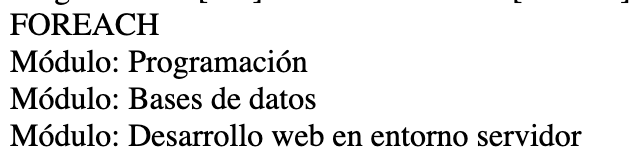 FOREACH
Módulo: Programación
Módulo: Bases de datos
Módulo: Desarrollo web en entorno servidor